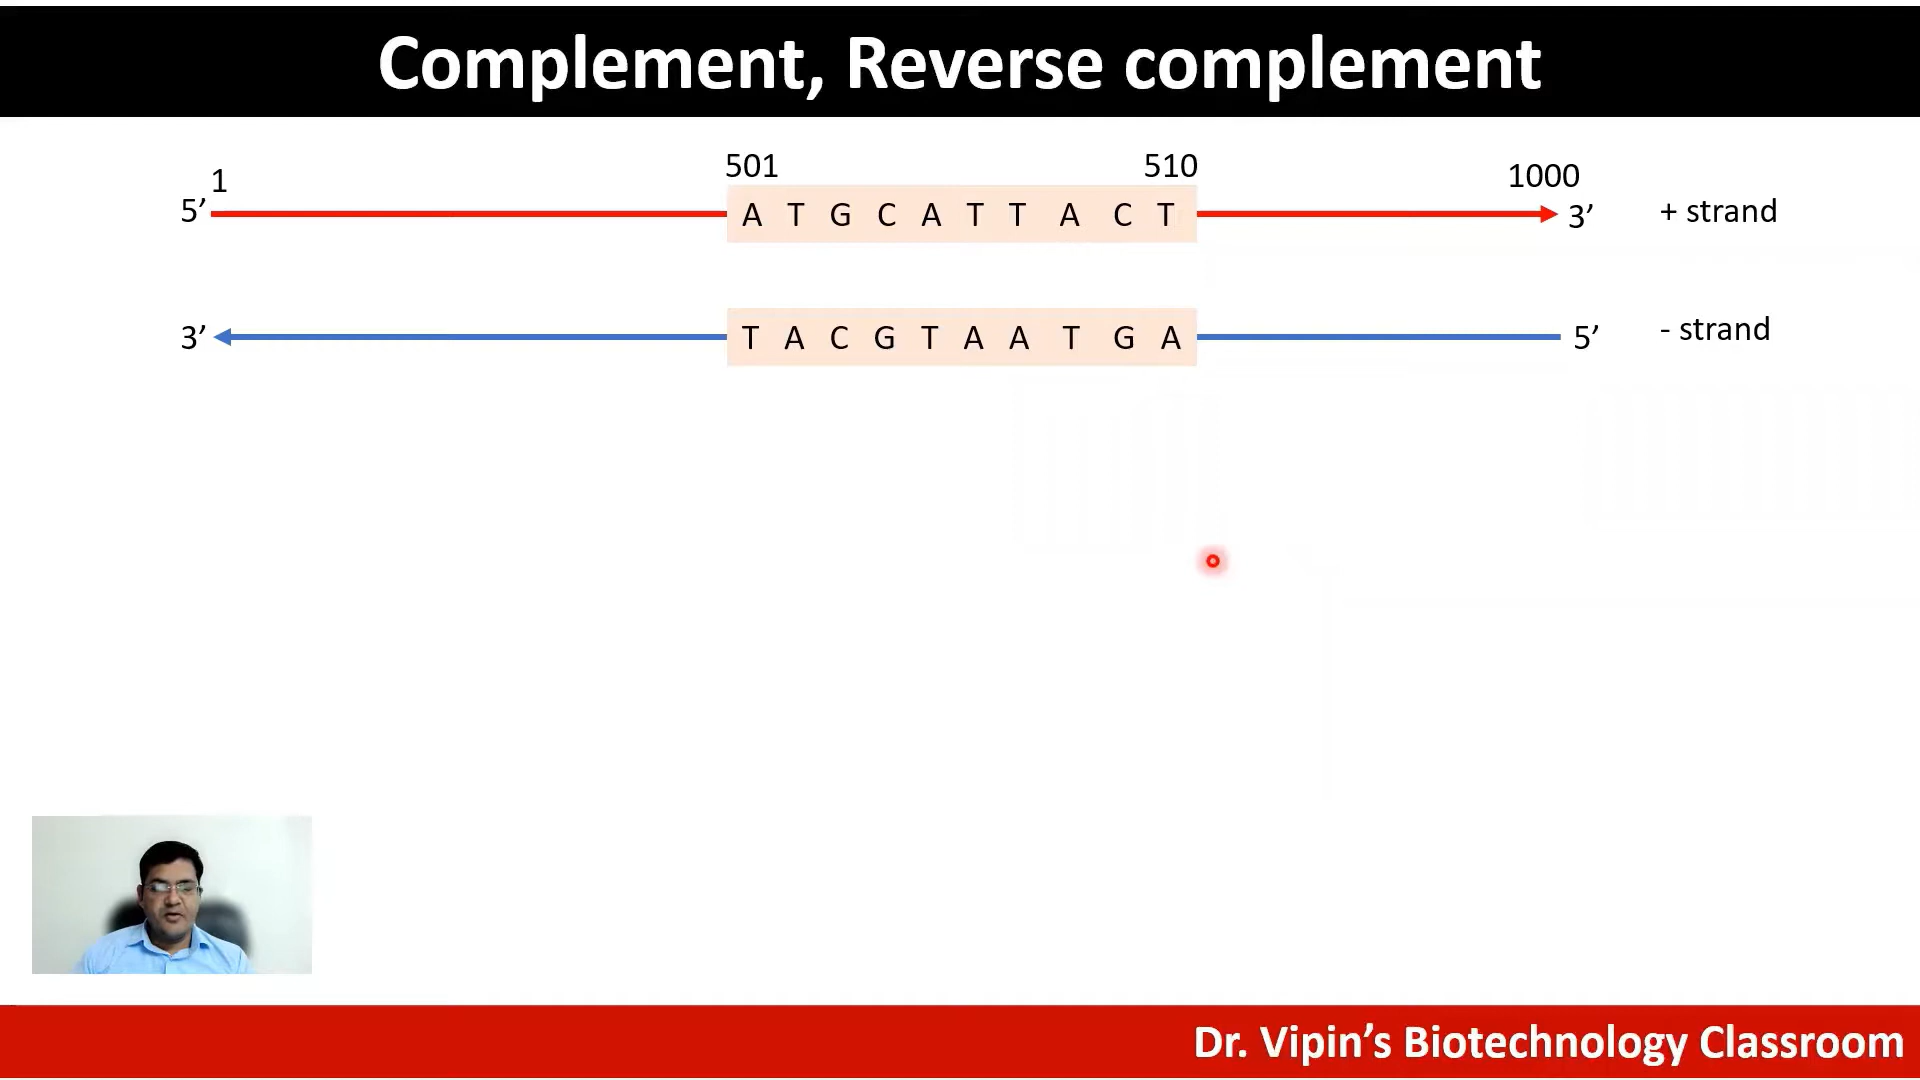 Complement, Reverse complement
1 501 510 1000
5’ A T G C A T T A C T 3’ + strand
3’ T A C G T A A T G A 5’ - strand
Dr. Vipin’s Biotechnology Classroom